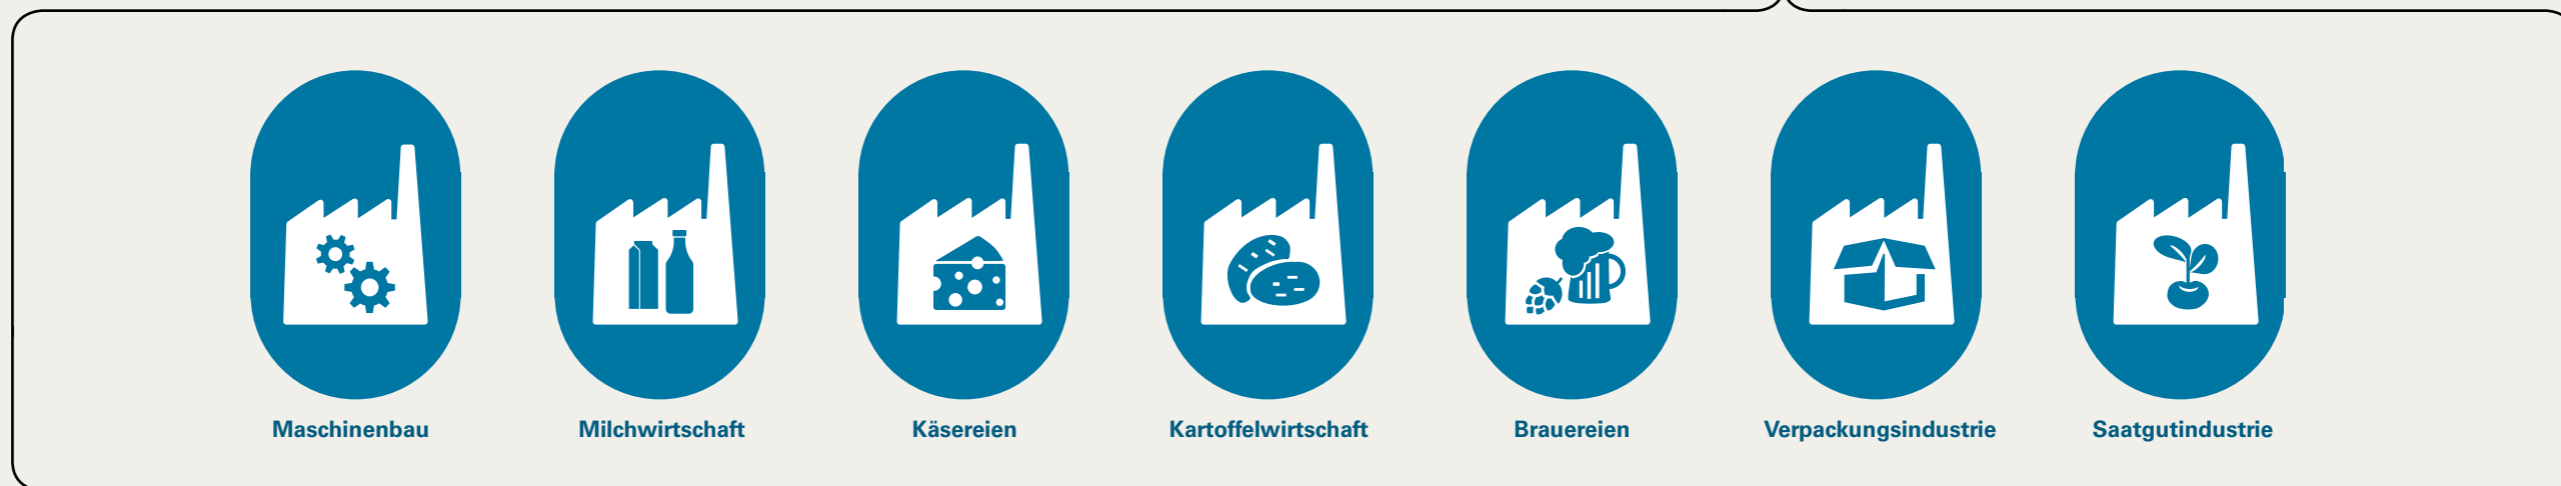 Maschinenbau
Milchwirtschaft
Käsereien
Kartoffelwirtschaft
Brauereien
Verpackungsindustrie
Saatgutindustrie